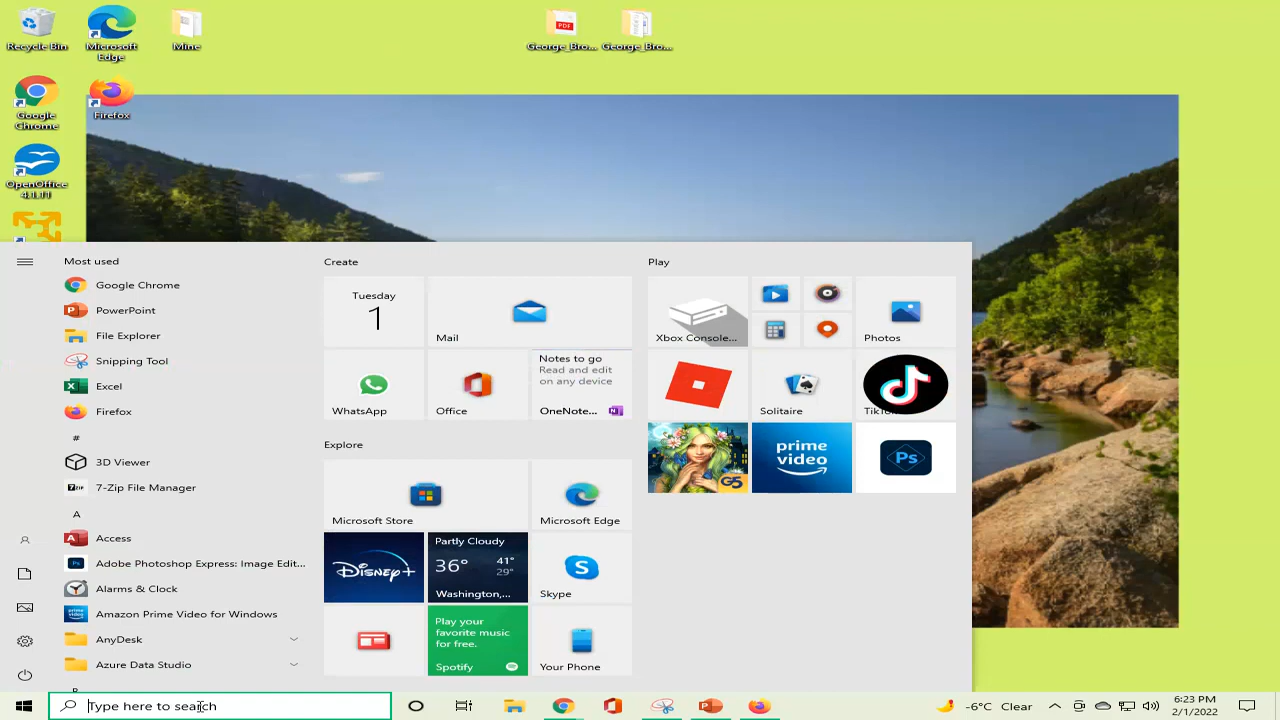 Recycle Bin
Microsoft
Edge
Mine
George_Bro...
George_Bro...
PDF
Google
Chrome
Firefox
OpenOffice
4.1.11
Most used
Google Chrome
PowerPoint
File Explorer
Snipping Tool
Excel
Firefox
#
3D Viewer
7-Zip File Manager
A
Access
Adobe Photoshop Express: Image Edit...
Alarms & Clock
Amazon Prime Video for Windows
AnyDesk
Azure Data Studio
Create
Tuesday
1
Mail
WhatsApp
Office
Notes to go
Read and edit
on any device
OneNote...
Explore
Microsoft Store
Microsoft Edge
Disney+
Partly Cloudy
36°
41°
29°
Washington,...
Skype
Play your
favorite music
for free.
Spotify
Your Phone
Play
Xbox Console...
Photos
Solitaire
G5
prime
video
Ps
Type here to search
-6°C Clear
6:23 PM
2/1/2022